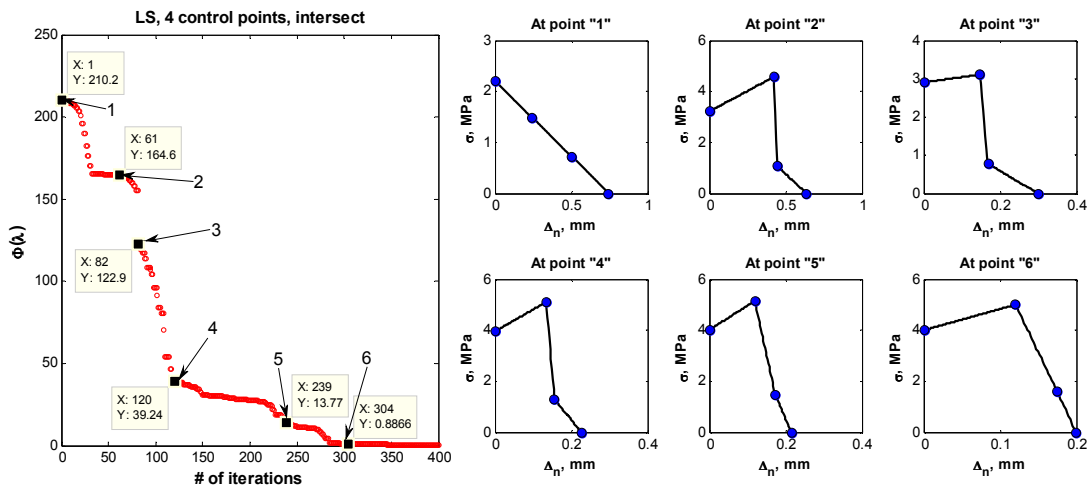 LS, 4 control points, intersect
250
200
150
100
50
0
Φ(λ)
0 50 100 150 200 250 300 350 400
# of iterations
X: 1
Y: 210.2
1
X: 61
Y: 164.6
2
3
X: 82
Y: 122.9
4
X: 120
Y: 39.24
5
X: 239
Y: 13.77
6
X: 304
Y: 0.8866
At point "1"
3
2
1
0
σ, MPa
0 0.5 1
Δn, mm
At point "2"
6
4
2
0
σ, MPa
0 0.5 1
Δn, mm
At point "3"
4
3
2
1
0
σ, MPa
0 0.2 0.4
Δn, mm
At point "4"
6
4
2
0
σ, MPa
0 0.2 0.4
Δn, mm
At point "5"
6
4
2
0
σ, MPa
0 0.2 0.4
Δn, mm
At point "6"
6
4
2
0
σ, MPa
0 0.1 0.2
Δn, mm